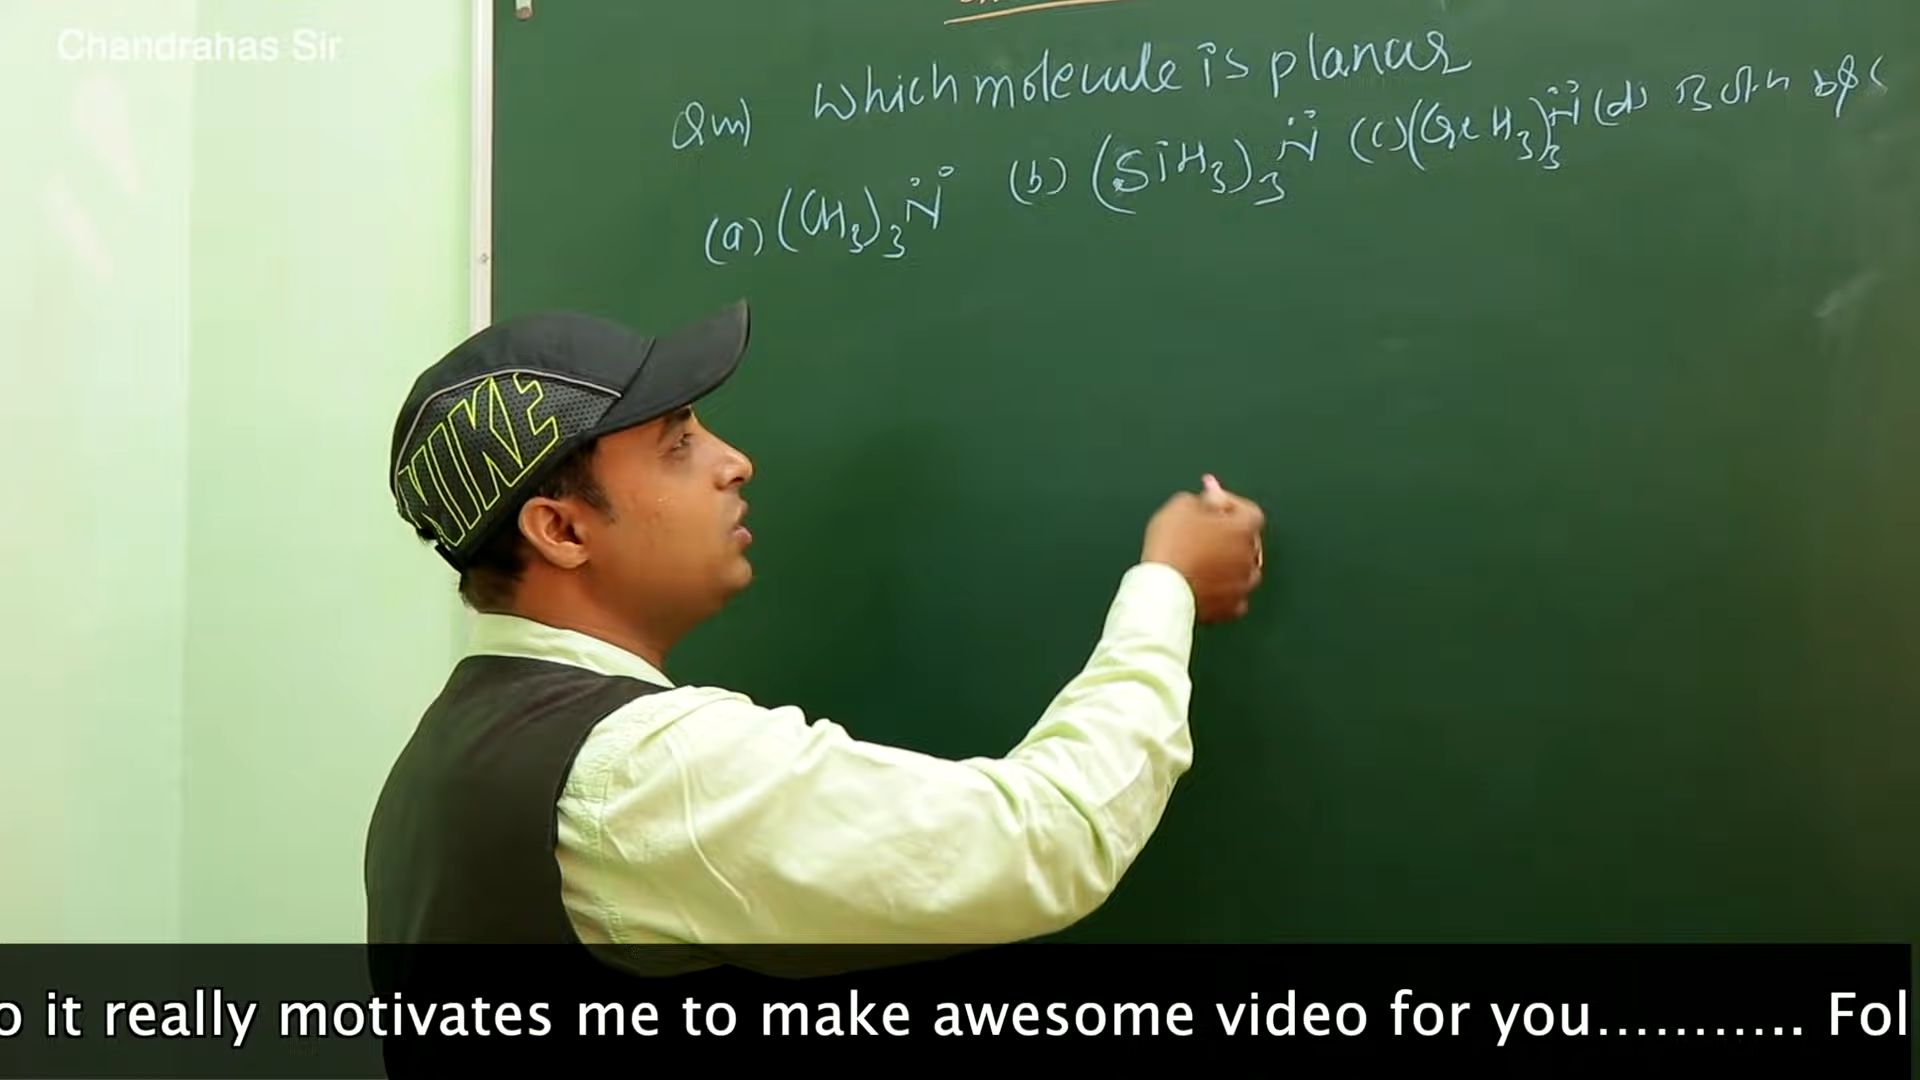 Chandrahas Sir
Qm) Which molecule is planar
(a) (CH3)3N̈ (b) (SiH3)3N̈ (c) (GeH3)3N̈ (d) Both b & c
NIKE
o it really motivates me to make awesome video for you........... Fol